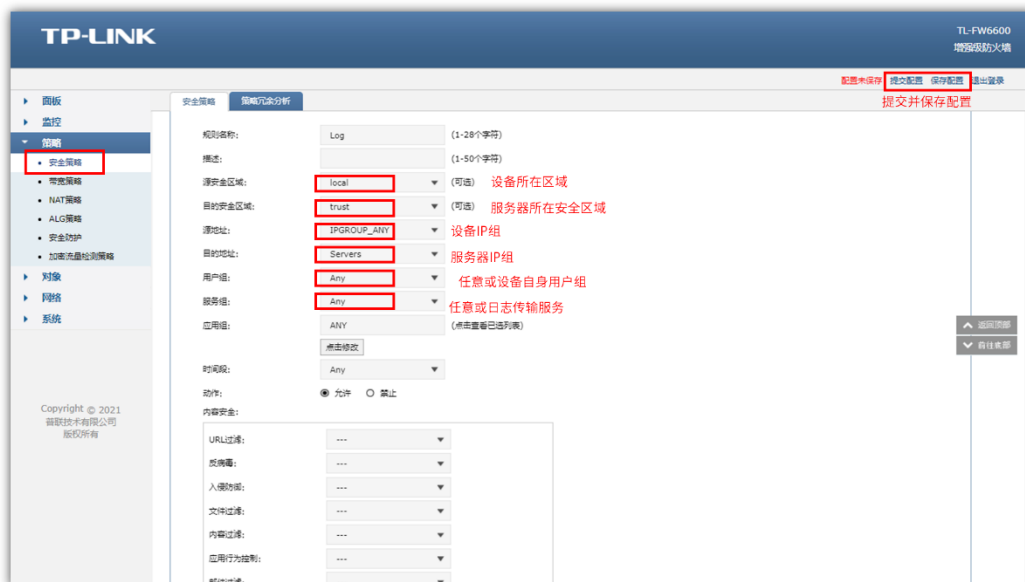 TP-LINK
TL-FW6600
增强级防火墙
配置未保存 提交配置 保存配置 退出登录
提交并保存配置
面板
监控
策略
安全策略
带宽策略
NAT策略
ALG策略
安全防护
加密流量检测策略
对象
网络
系统
Copyright © 2021
普联技术有限公司
版权所有
安全策略 策略冗余分析
规则名称: Log (1-28个字符)
描述: (1-50个字符)
源安全区域: local (可选) 设备所在区域
目的安全区域: trust (可选) 服务器所在安全区域
源地址: IPGROUP_ANY 设备IP组
目的地址: Servers 服务器IP组
用户组: Any 任意或设备自身用户组
服务组: Any 任意或日志传输服务
应用组: ANY (点击查看已选列表)
点击修改
时间段: Any
动作: 允许 禁止
内容安全:
URL过滤: ---
反病毒: ---
入侵防御: ---
文件过滤: ---
内容过滤: ---
应用行为控制: ---
返回顶部
前往底部